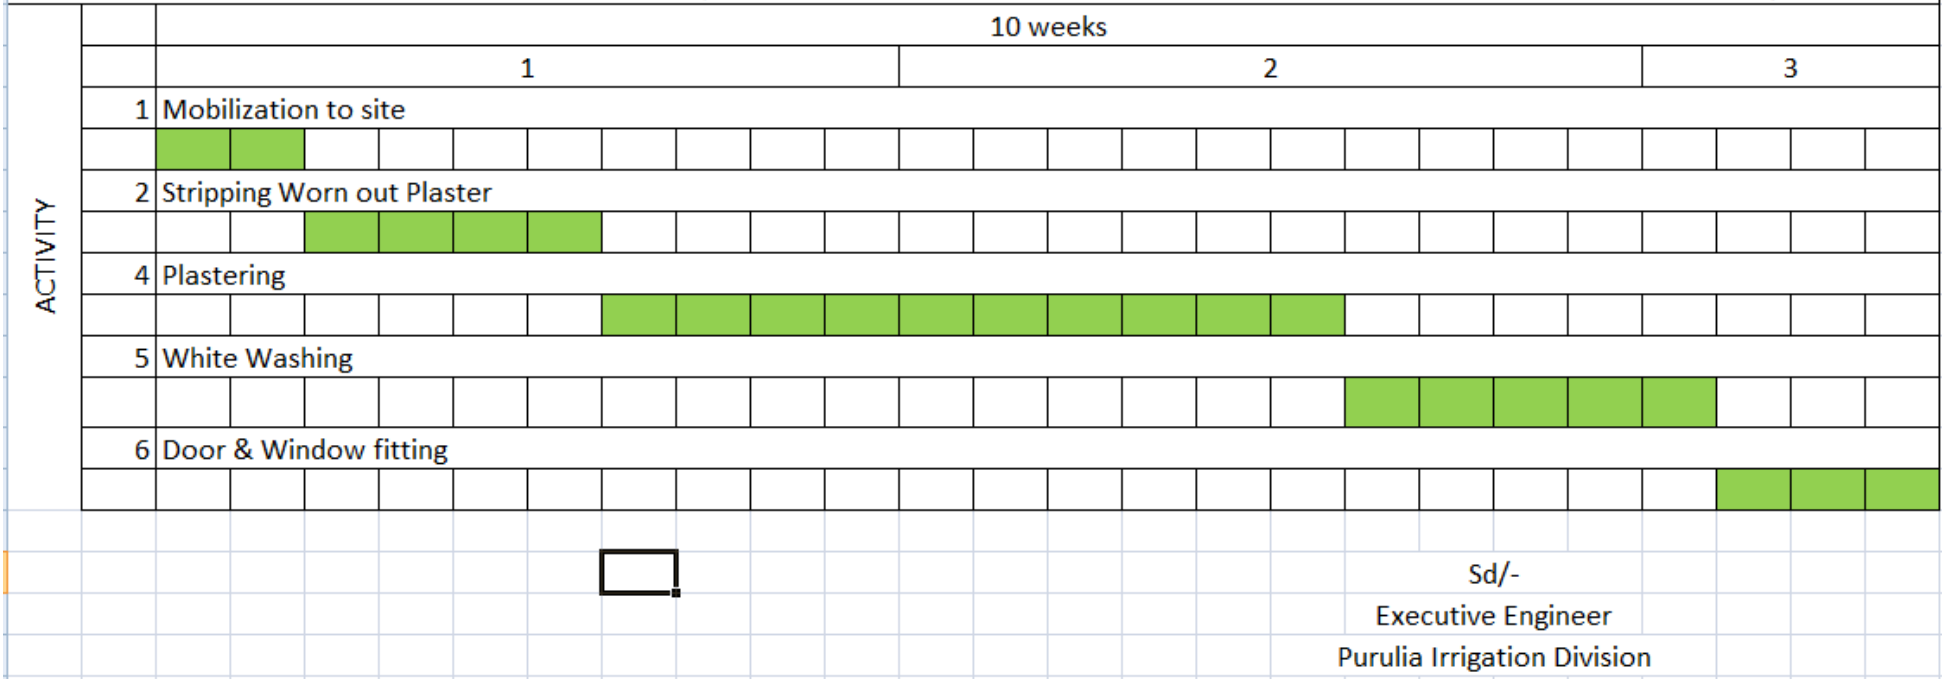 10 weeks
1 2 3
ACTIVITY
1 Mobilization to site
2 Stripping Worn out Plaster
4 Plastering
5 White Washing
6 Door & Window fitting
Sd/-
Executive Engineer
Purulia Irrigation Division